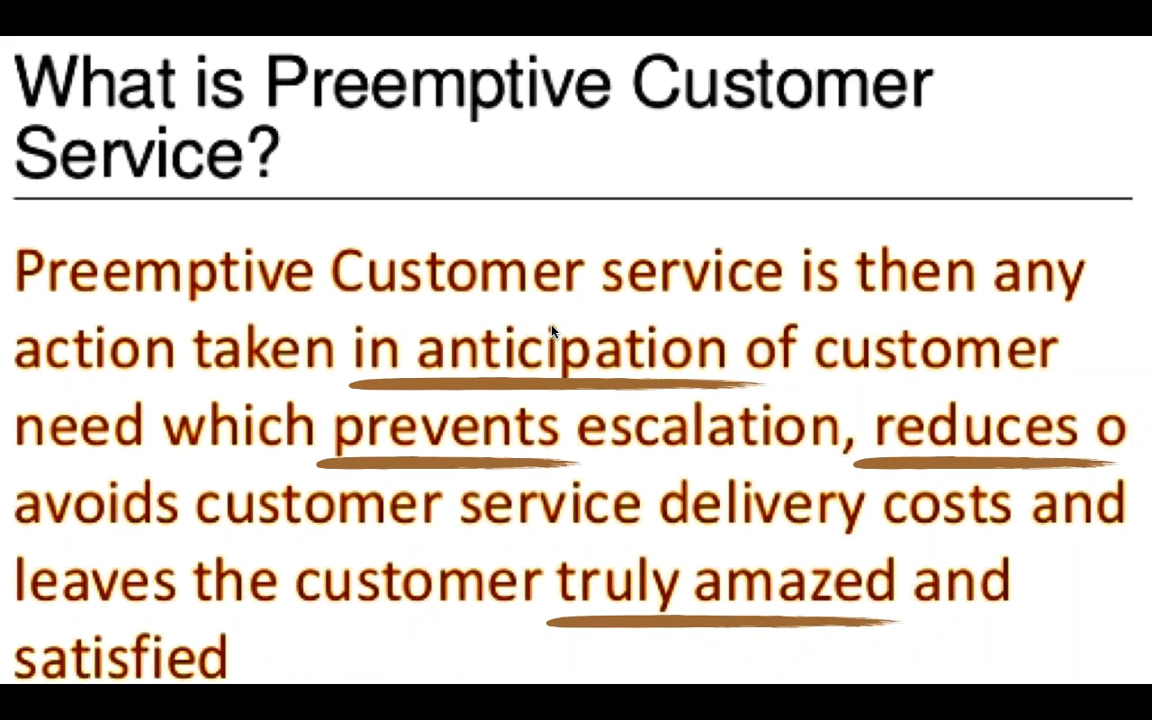 What is Preemptive Customer
Service?
Preemptive Customer service is then any
action taken in anticipation of customer
need which prevents escalation, reduces o
avoids customer service delivery costs and
leaves the customer truly amazed and
satisfied